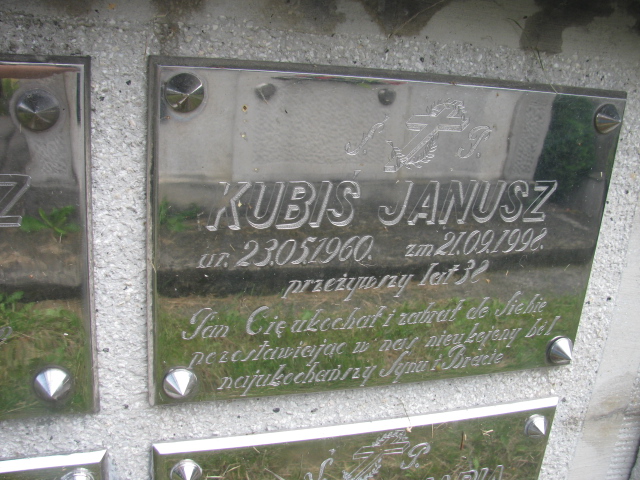 Ś P.
KUBIŚ JANUSZ
ur. 23.05.1960. zm. 21.09.1998.
przeżywszy lat 38
Pan Cię ukochał i zabrał do Siebie
pozostawiając w nas nieukojony ból
najukochańszy Synu i Bracie
Z
Ś P.